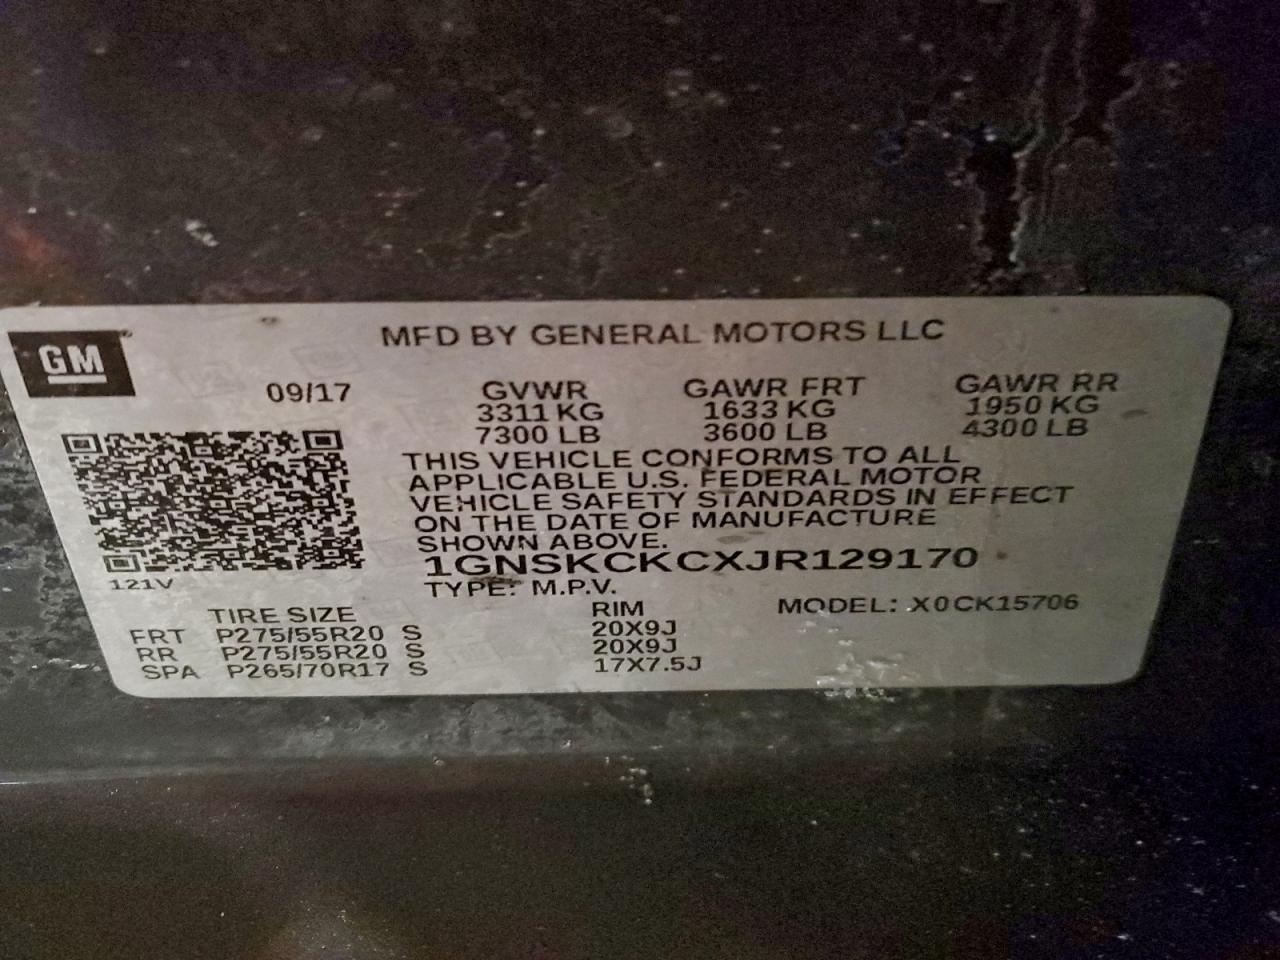 GM
MFD BY GENERAL MOTORS LLC
09/17 GVWR GAWR FRT GAWR RR
3311 KG 1633 KG 1950 KG
7300 LB 3600 LB 4300 LB
THIS VEHICLE CONFORMS TO ALL
APPLICABLE U.S. FEDERAL MOTOR
VEHICLE SAFETY STANDARDS IN EFFECT
ON THE DATE OF MANUFACTURE
SHOWN ABOVE.
1GNSKCKCXJR129170
121V
TYPE: M.P.V.
TIRE SIZE RIM MODEL: X0CK15706
FRT P275/55R20 S 20X9J
RR P275/55R20 S 20X9J
SPA P265/70R17 S 17X7.5J